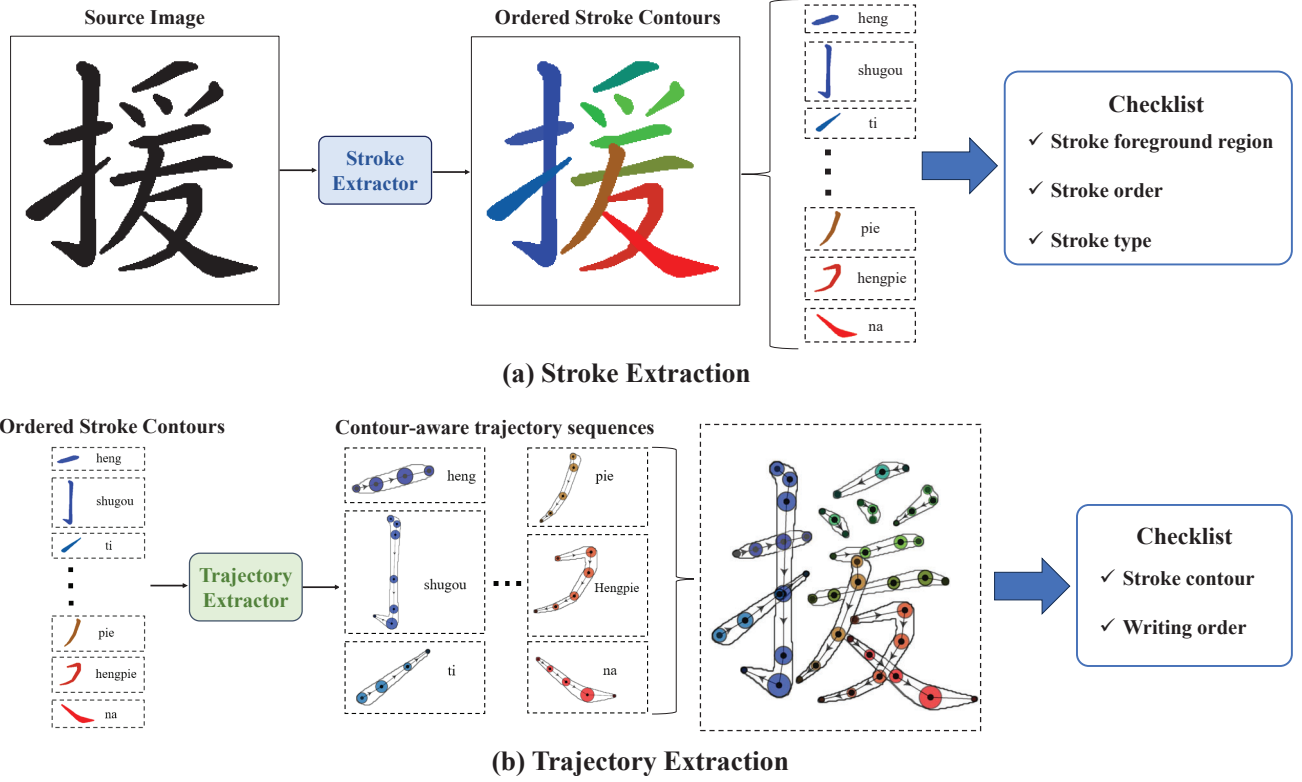 Source Image
援
Stroke
Extractor
Ordered Stroke Contours
heng
shugou
ti
pie
hengpie
na
Checklist
✓ Stroke foreground region
✓ Stroke order
✓ Stroke type
(a) Stroke Extraction
Ordered Stroke Contours
heng
shugou
ti
pie
hengpie
na
Trajectory
Extractor
Contour-aware trajectory sequences
heng
shugou
ti
pie
Hengpie
na
Checklist
✓ Stroke contour
✓ Writing order
(b) Trajectory Extraction